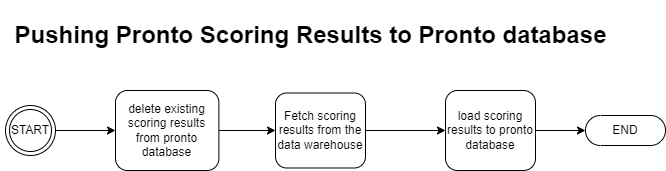 Pushing Pronto Scoring Results to Pronto database
START
delete existing
scoring results
from pronto
database
Fetch scoring
results from the
data warehouse
load scoring
results to pronto
database
END